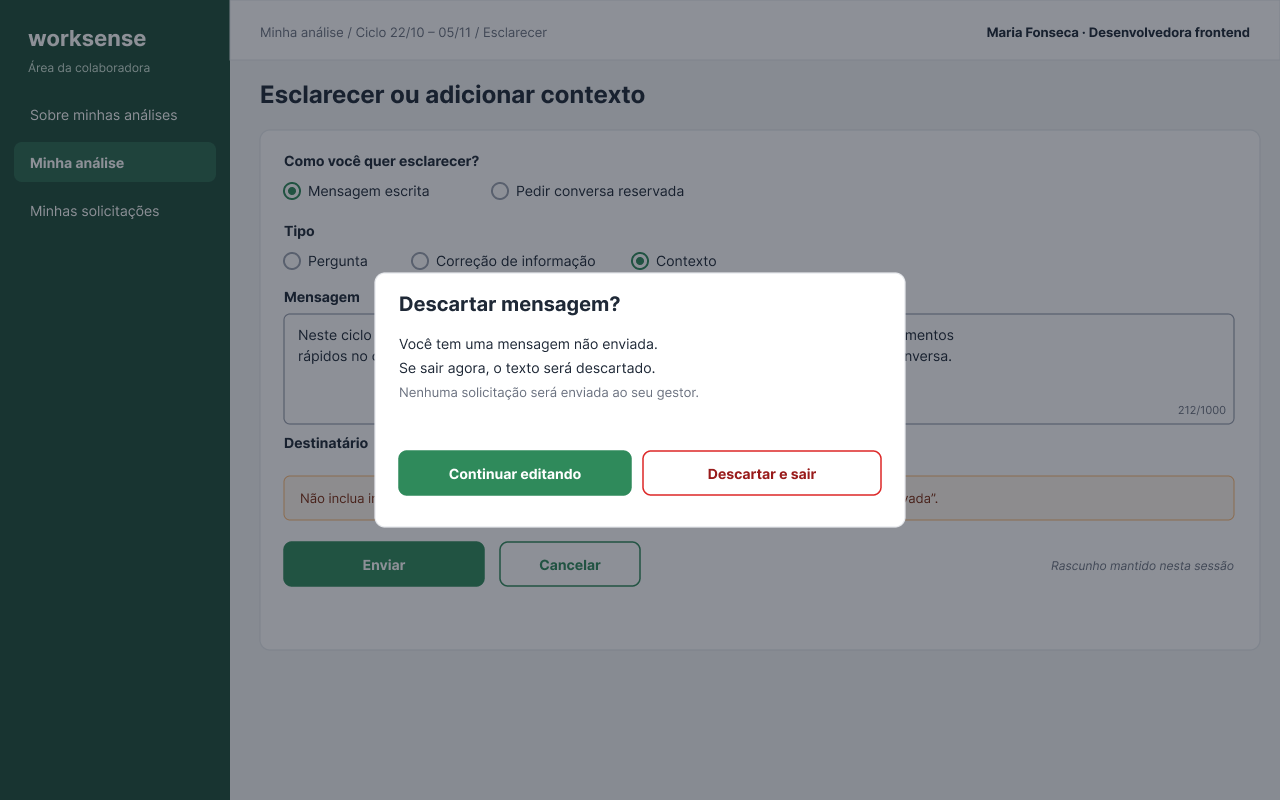 worksense
Área da colaboradora
Sobre minhas análises
Minha análise
Minhas solicitações
Minha análise / Ciclo 22/10 – 05/11 / Esclarecer
Maria Fonseca · Desenvolvedora frontend
Esclarecer ou adicionar contexto
Como você quer esclarecer?
Mensagem escrita
Pedir conversa reservada
Tipo
Pergunta
Correção de informação
Contexto
Mensagem
Neste ciclo
mentos
rápidos no
nversa.
212/1000
Destinatário
Não inclua
vada”.
Enviar
Cancelar
Rascunho mantido nesta sessão
Descartar mensagem?
Você tem uma mensagem não enviada.
Se sair agora, o texto será descartado.
Nenhuma solicitação será enviada ao seu gestor.
Continuar editando
Descartar e sair